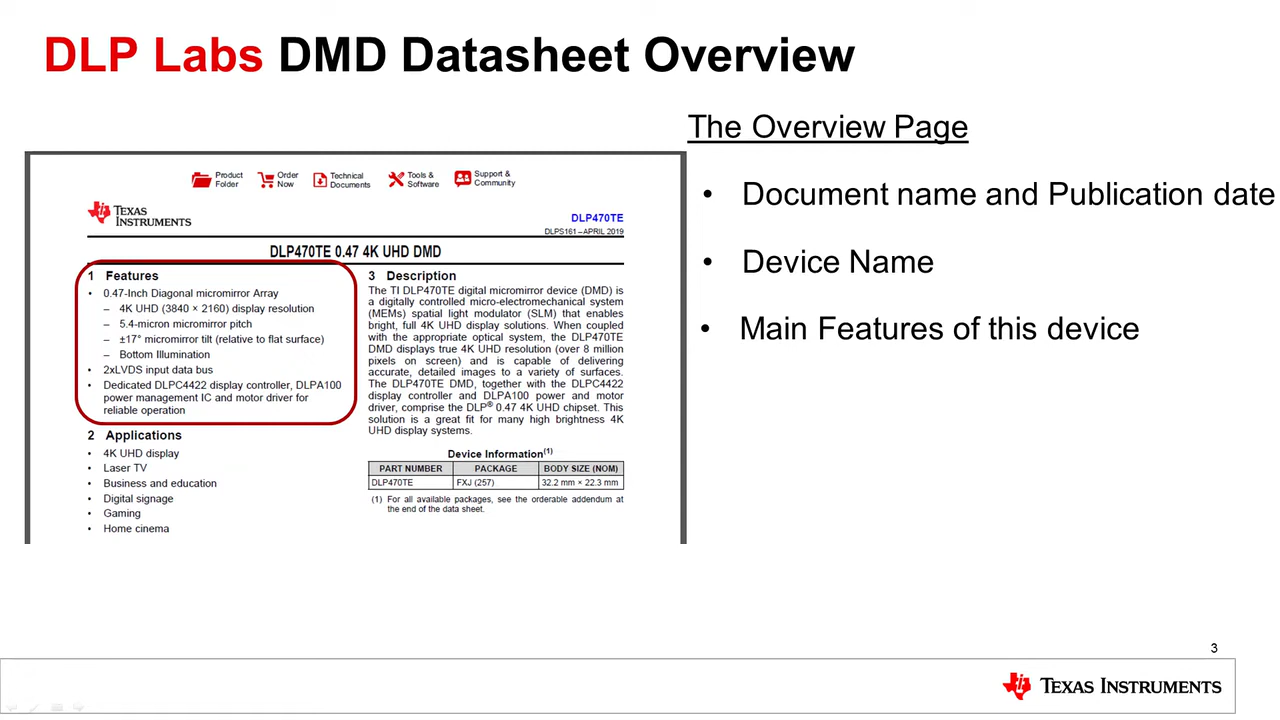 DLP Labs DMD Datasheet Overview
The Overview Page
• Document name and Publication date
• Device Name
• Main Features of this device
Product Folder
Order Now
Technical Documents
Tools & Software
Support & Community
TEXAS INSTRUMENTS
DLP470TE
DLPS161 –APRIL 2019
DLP470TE 0.47 4K UHD DMD
1 Features
• 0.47-Inch Diagonal micromirror Array
– 4K UHD (3840 × 2160) display resolution
– 5.4-micron micromirror pitch
– ±17° micromirror tilt (relative to flat surface)
– Bottom Illumination
• 2xLVDS input data bus
• Dedicated DLPC4422 display controller, DLPA100
power management IC and motor driver for
reliable operation
2 Applications
• 4K UHD display
• Laser TV
• Business and education
• Digital signage
• Gaming
• Home cinema
3 Description
The TI DLP470TE digital micromirror device (DMD) is
a digitally controlled micro-electromechanical system
(MEMs) spatial light modulator (SLM) that enables
bright, full 4K UHD display solutions. When coupled
with the appropriate optical system, the DLP470TE
DMD displays true 4K UHD resolution (over 8 million
pixels on screen) and is capable of delivering
accurate, detailed images to a variety of surfaces.
The DLP470TE DMD, together with the DLPC4422
display controller and DLPA100 power and motor
driver, comprise the DLP® 0.47 4K UHD chipset. This
solution is a great fit for many high brightness 4K
UHD display systems.
Device Information(1)
PART NUMBER PACKAGE BODY SIZE (NOM)
DLP470TE FXJ (257) 32.2 mm × 22.3 mm
(1) For all available packages, see the orderable addendum at
the end of the data sheet.
3
TEXAS INSTRUMENTS